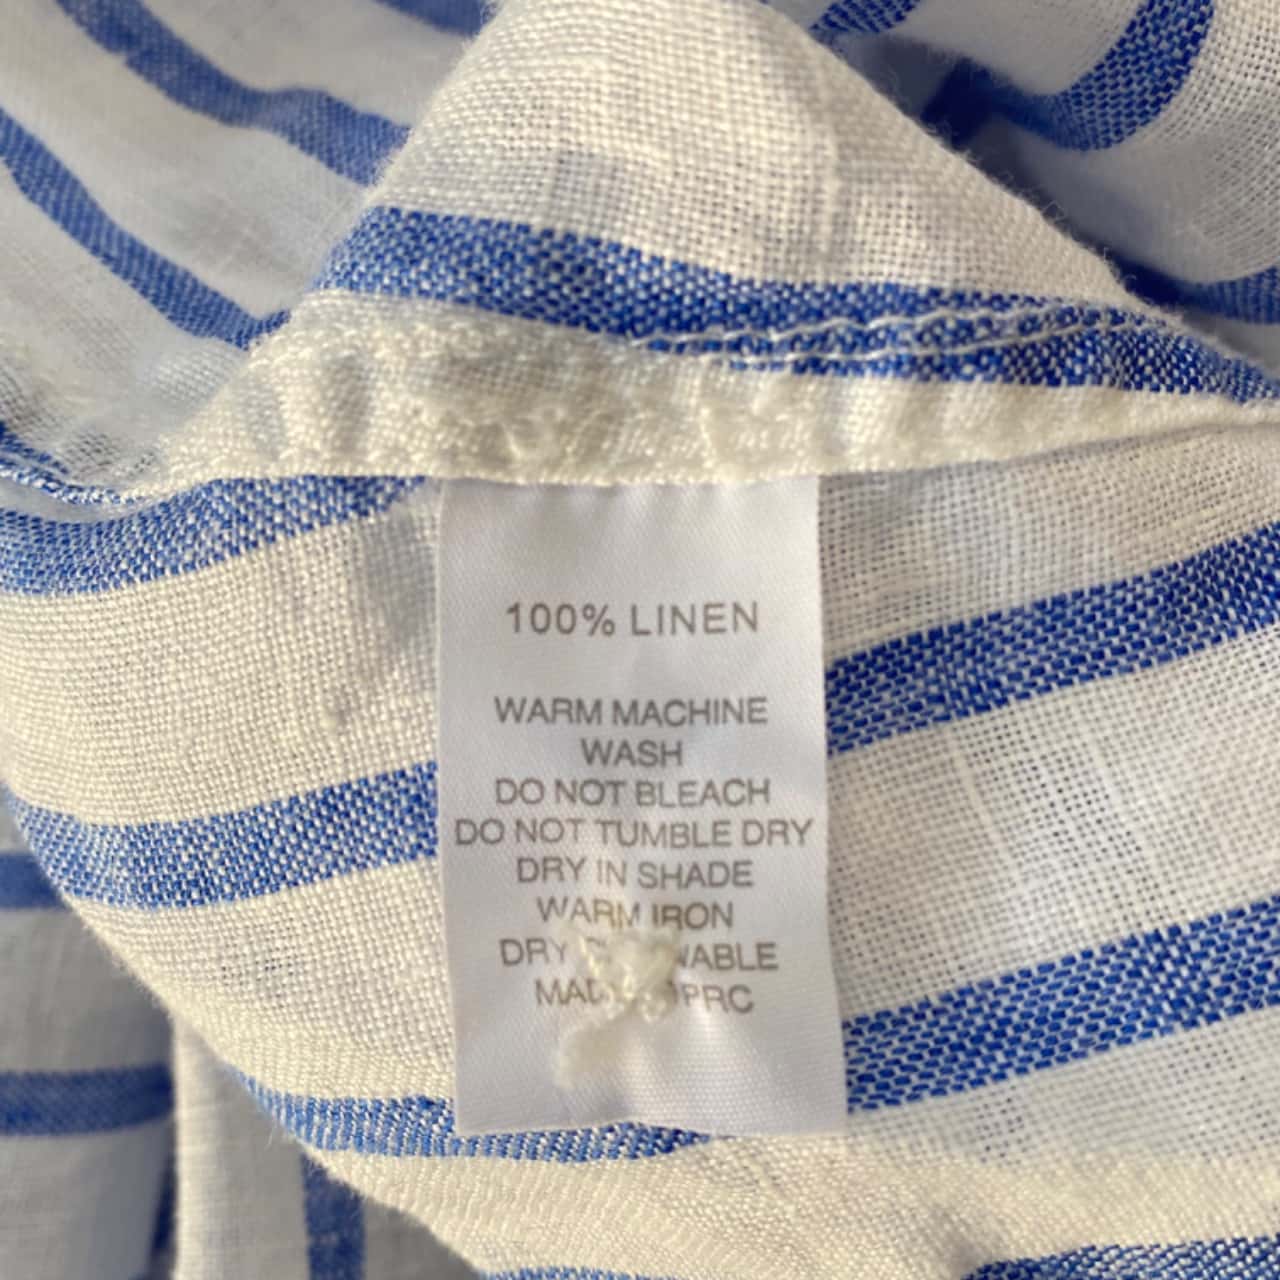 100% LINEN
WARM MACHINE
WASH
DO NOT BLEACH
DO NOT TUMBLE DRY
DRY IN SHADE
WARM IRON
DRY
PRC